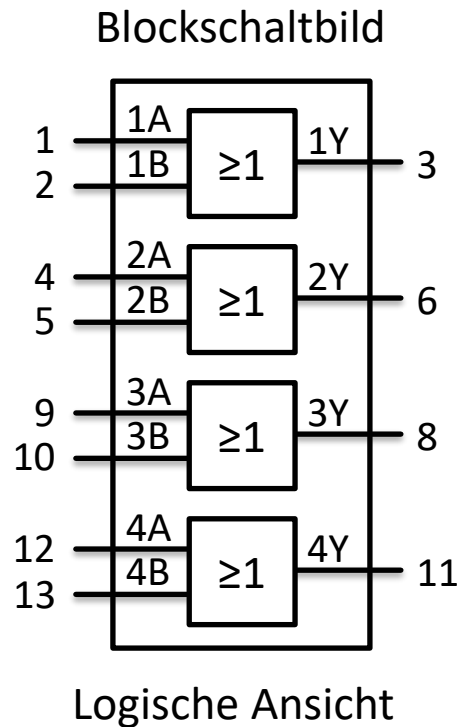 Blockschaltbild
1 1A ≥1 1Y 3
2 1B
4 2A ≥1 2Y 6
5 2B
9 3A ≥1 3Y 8
10 3B
12 4A ≥1 4Y 11
13 4B
Logische Ansicht